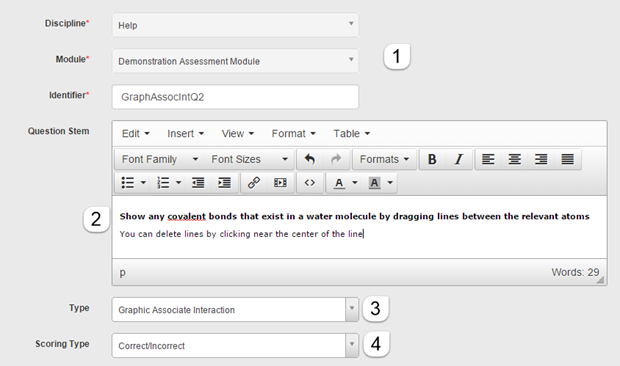 Discipline* Help
Module* Demonstration Assessment Module 1
Identifier* GraphAssocIntQ2
Question Stem Edit Insert View Format Table
Font Family Font Sizes Formats B I
A A
2 Show any covalent bonds that exist in a water molecule by dragging lines between the relevant atoms
You can delete lines by clicking near the center of the line
p Words: 29
Type Graphic Associate Interaction 3
Scoring Type Correct/Incorrect 4